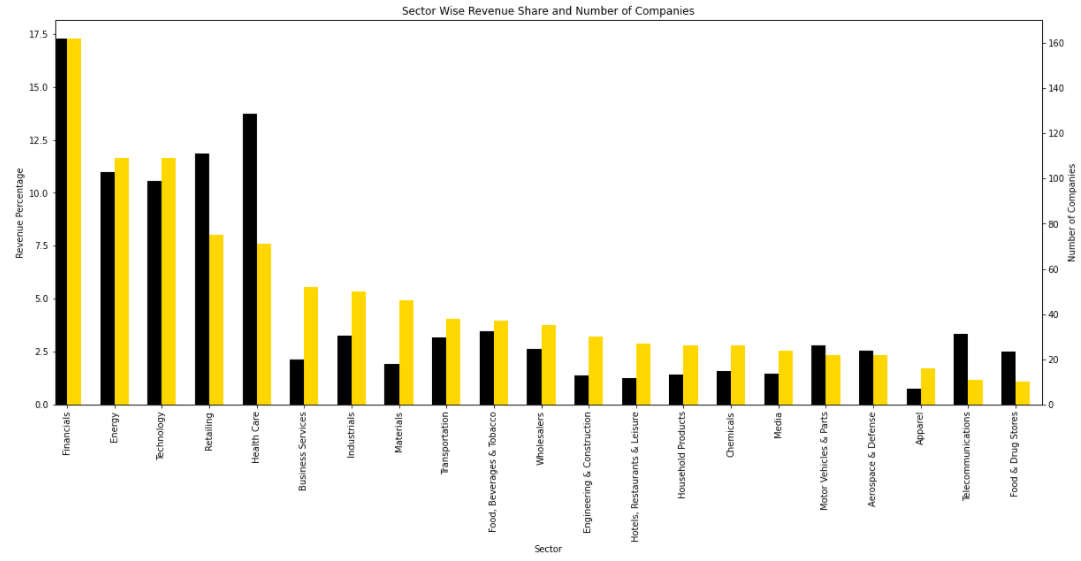 Sector Wise Revenue Share and Number of Companies
Revenue Percentage
17.5
15.0
12.5
10.0
7.5
5.0
2.5
0.0
160
140
120
100
80
60
40
20
0
Number of Companies
Financials
Energy
Technology
Retailing
Health Care
Business Services
Industrials
Materials
Transportation
Food, Beverages & Tobacco
Wholesalers
Engineering & Construction
Hotels, Restaurants & Leisure
Household Products
Chemicals
Media
Motor Vehicles & Parts
Aerospace & Defense
Apparel
Telecommunications
Food & Drug Stores
Sector